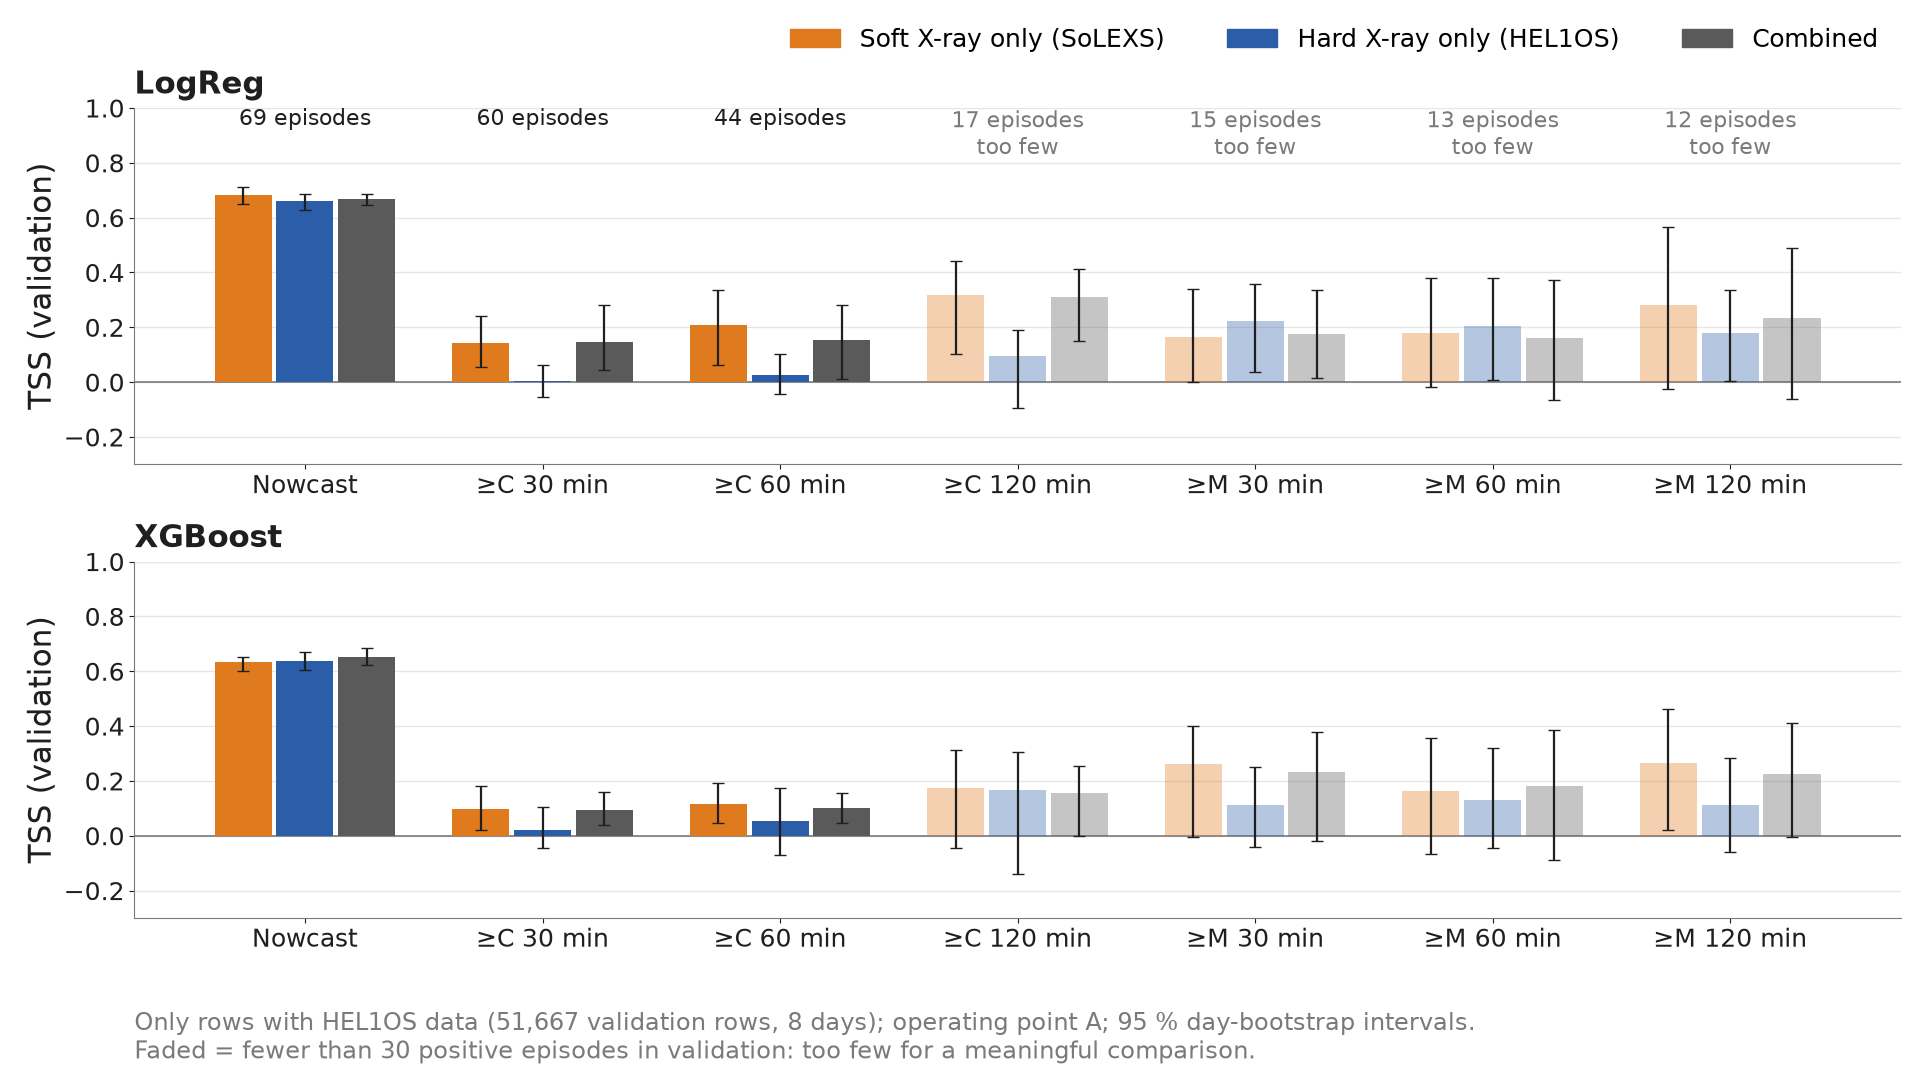 Soft X-ray only (SoLEXS) Hard X-ray only (HEL1OS) Combined
LogReg
69 episodes 60 episodes 44 episodes 17 episodes 15 episodes 13 episodes 12 episodes
too few too few too few too few
TSS (validation)
1.0
0.8
0.6
0.4
0.2
0.0
−0.2
Nowcast ≥C 30 min ≥C 60 min ≥C 120 min ≥M 30 min ≥M 60 min ≥M 120 min
XGBoost
TSS (validation)
1.0
0.8
0.6
0.4
0.2
0.0
−0.2
Nowcast ≥C 30 min ≥C 60 min ≥C 120 min ≥M 30 min ≥M 60 min ≥M 120 min
Only rows with HEL1OS data (51,667 validation rows, 8 days); operating point A; 95 % day-bootstrap intervals.
Faded = fewer than 30 positive episodes in validation: too few for a meaningful comparison.